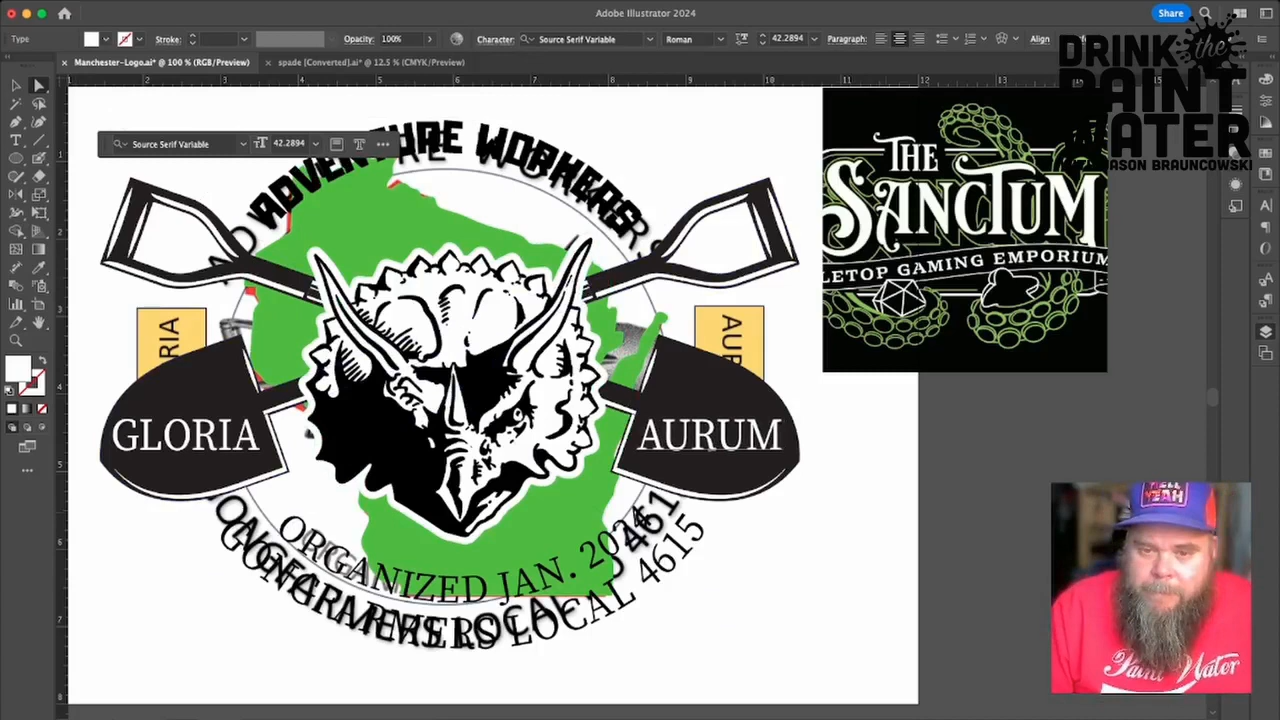 Adobe Illustrator 2024
Share
Type
Stroke:
Opacity:
100%
Character:
Source Serif Variable
Roman
42.2894
Paragraph:
Align
Manchester-Logo.ai* @ 100 % (RGB/Preview)
spade [Converted].ai* @ 12.5 % (CMYK/Preview)
DRINK the
PAINT
WATER
JASON BRAUNCOWSKI
Source Serif Variable
42.2894
ADVENTURE WORKERS
THE
SANCTUM
LETOP GAMING EMPORIUM
RIA
AUR
GLORIA
AURUM
ORGANIZED JAN. 2024
LOCAL 4615
HELL
YEAH
Paint Water